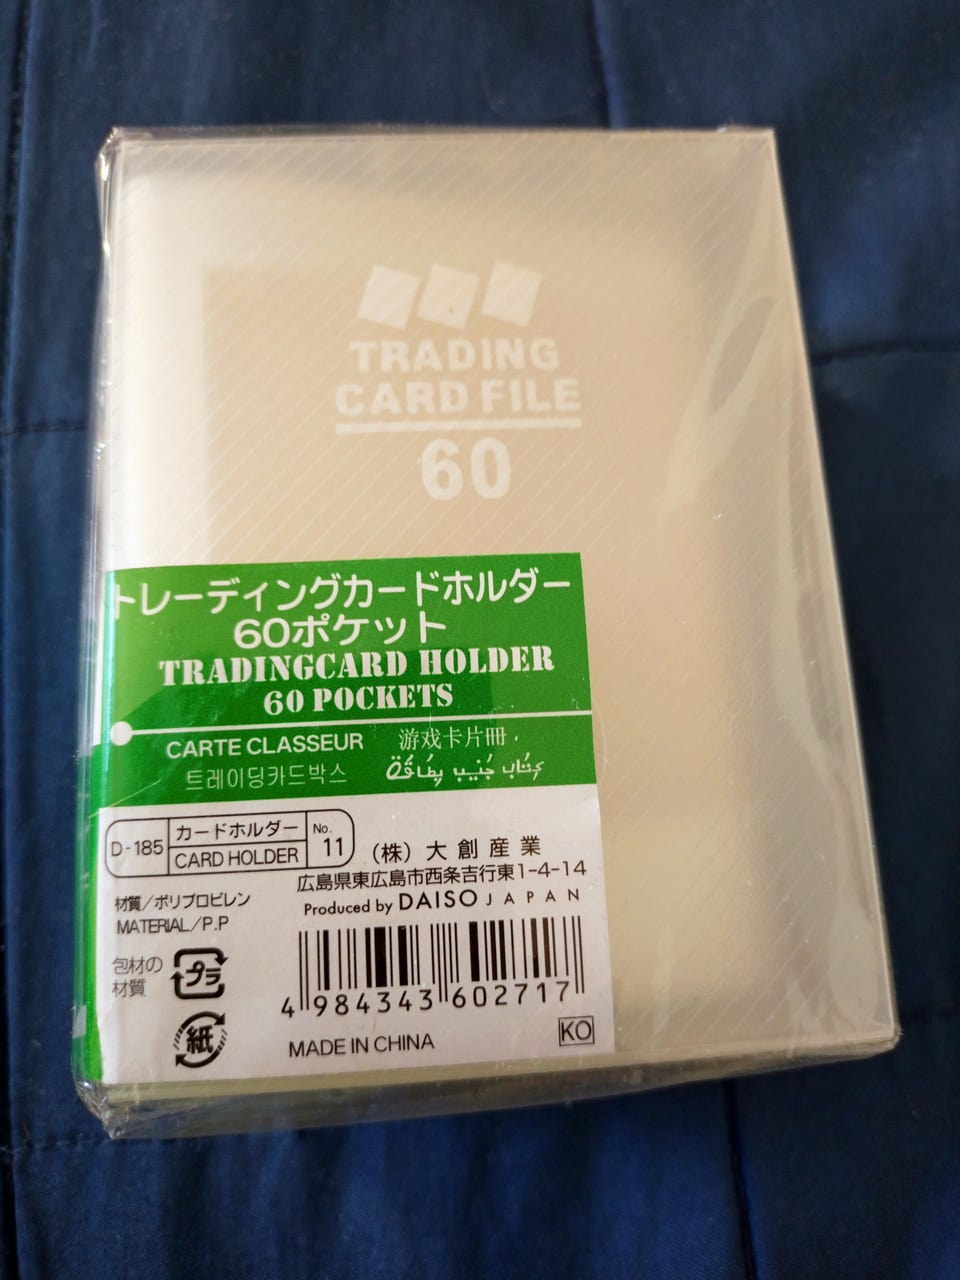 TRADING
CARD FILE
60
トレーディングカードホルダー
60ポケット
TRADINGCARD HOLDER
60 POCKETS
CARTE CLASSEUR
游戏卡片冊
트레이딩카드박스
D-185
カードホルダー
CARD HOLDER
No.
11
(株)大創産業
広島県東広島市西条吉行東1-4-14
Produced by DAISO JAPAN
材質/ポリプロピレン
MATERIAL/P.P
包材の
材質
プラ
紙
4 984343 602717
MADE IN CHINA
KO